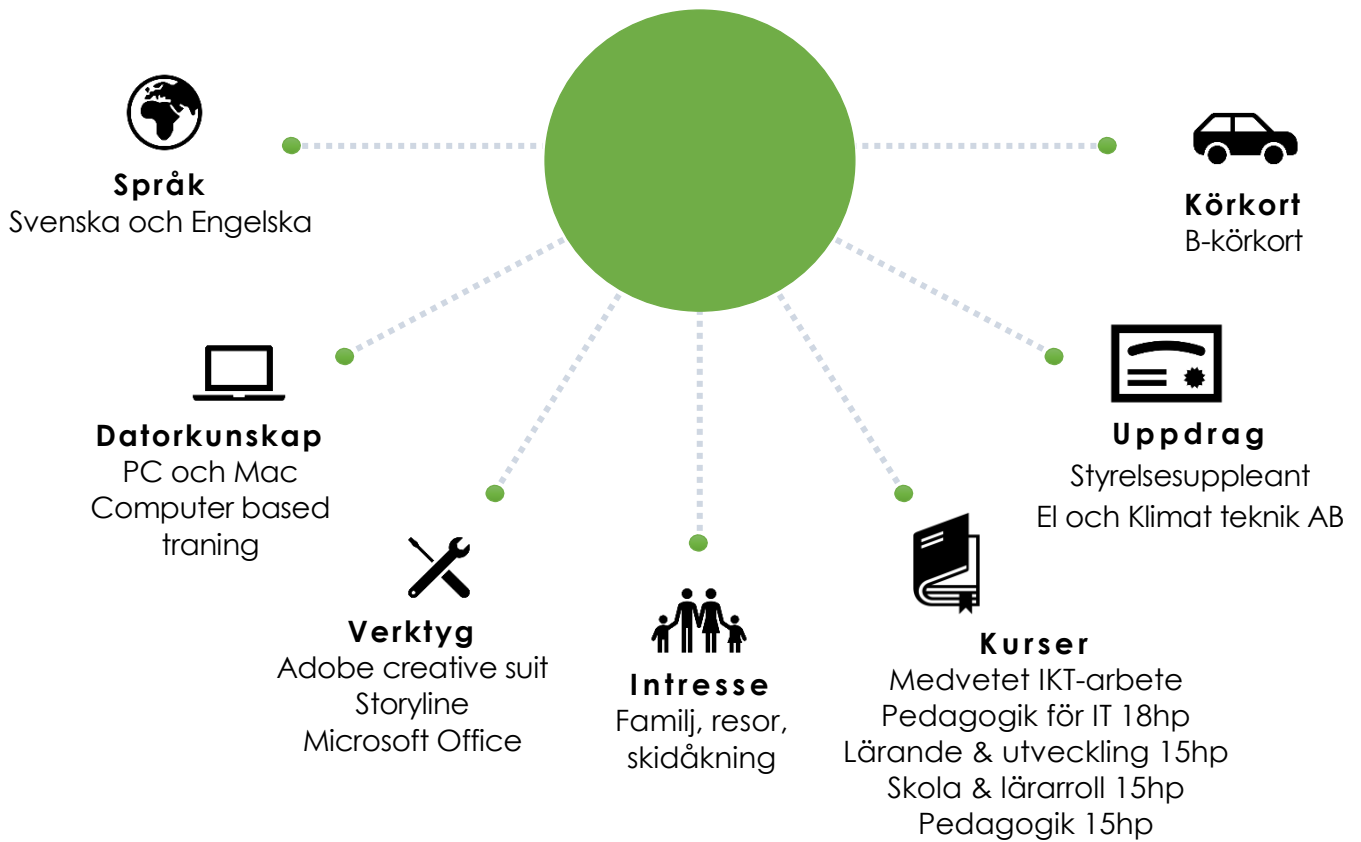 Språk
Svenska och Engelska
Körkort
B-körkort
Datorkunskap
PC och Mac
Computer based
traning
Uppdrag
Styrelsesuppleant
El och Klimat teknik AB
Verktyg
Adobe creative suit
Storyline
Microsoft Office
Intresse
Familj, resor,
skidåkning
Kurser
Medvetet IKT-arbete
Pedagogik för IT 18hp
Lärande & utveckling 15hp
Skola & lärarroll 15hp
Pedagogik 15hp